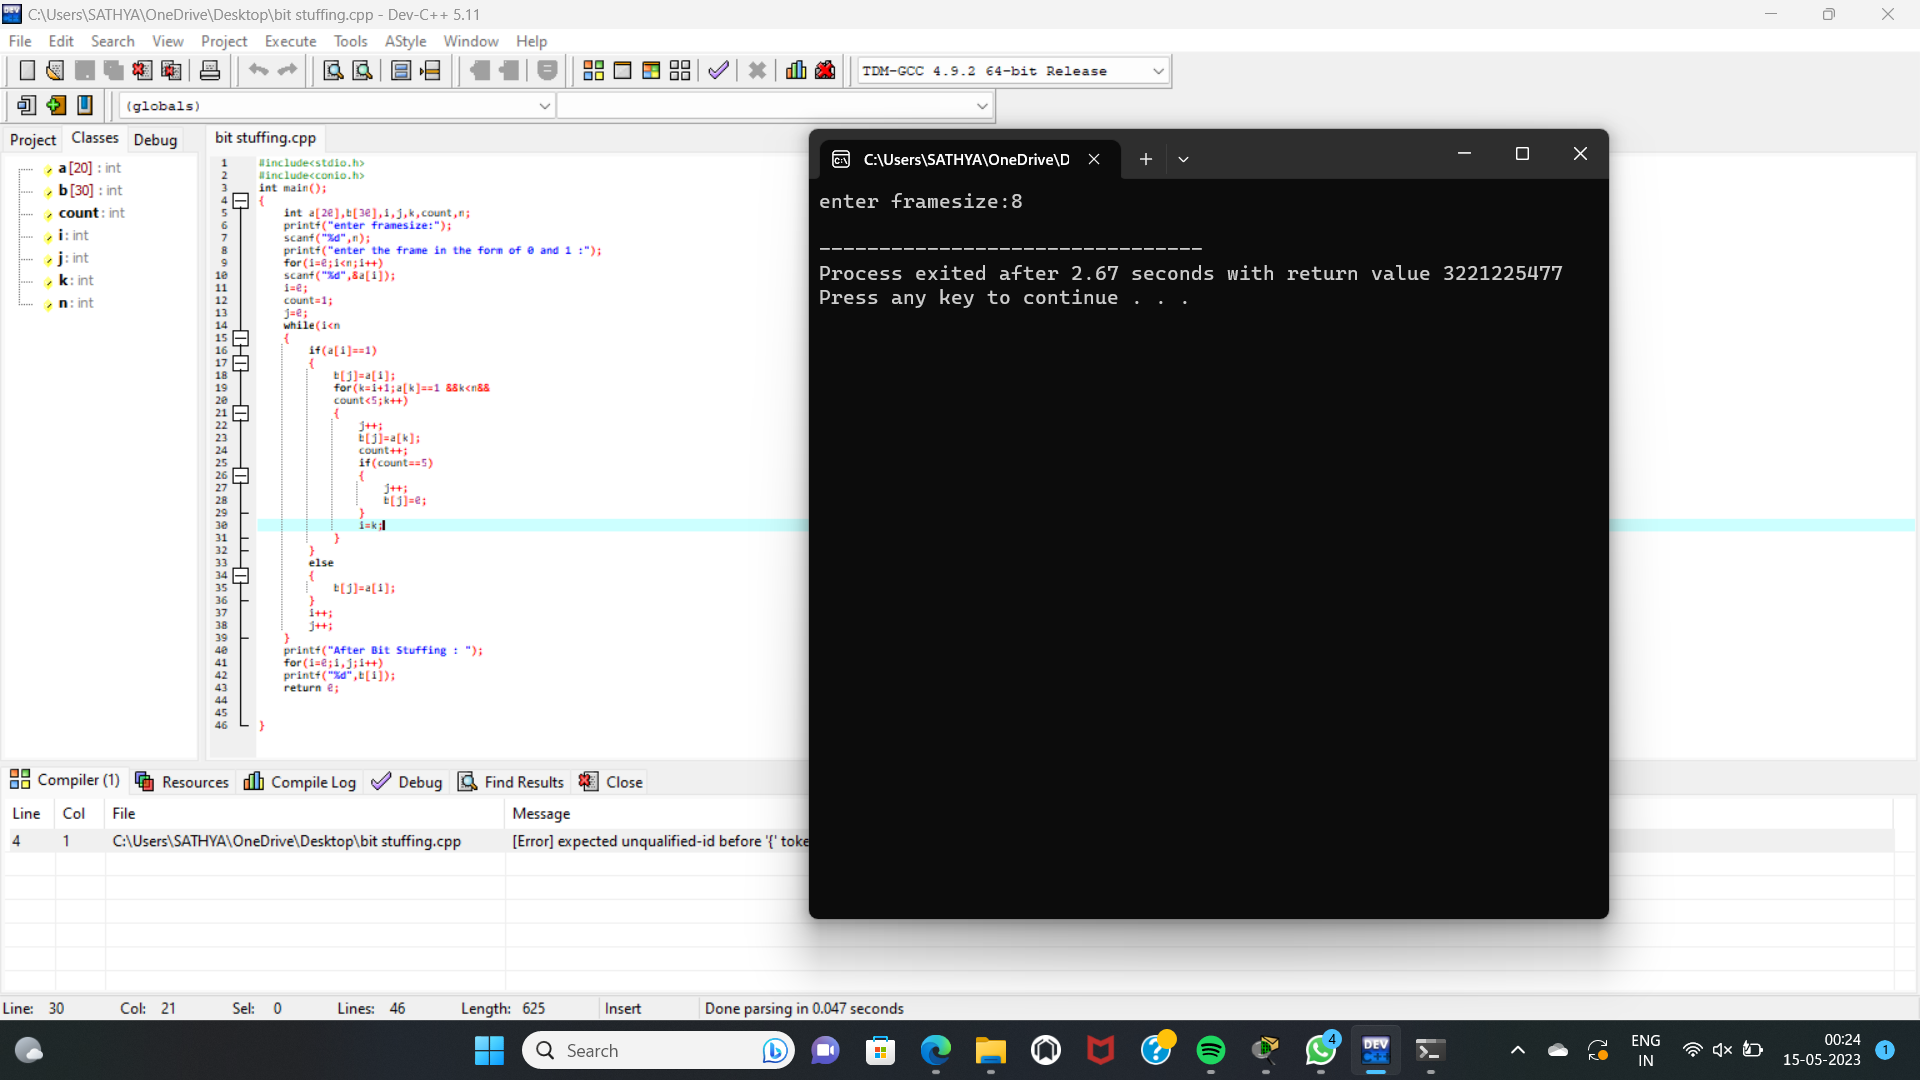 C:\Users\SATHYA\OneDrive\Desktop\bit stuffing.cpp - Dev-C++ 5.11
File Edit Search View Project Execute Tools AStyle Window Help
TDM-GCC 4.9.2 64-bit Release
(globals)
Project Classes Debug
a [20] : int
b [30] : int
count : int
i : int
j : int
k : int
n : int
bit stuffing.cpp
1 #include<stdio.h>
2 #include<conio.h>
3 int main();
4 {
5 int a[20],b[30],i,j,k,count,n;
6 printf("enter framesize:");
7 scanf("%d",n);
8 printf("enter the frame in the form of 0 and 1 :");
9 for(i=0;i<n;i++)
10 scanf("%d",&a[i]);
11 i=0;
12 count=1;
13 j=0;
14 while(i<n
15 {
16 if(a[i]==1)
17 {
18 b[j]=a[i];
19 for(k=i+1;a[k]==1 &&k<n&&
20 count<5;k++)
21 {
22 j++;
23 b[j]=a[k];
24 count++;
25 if(count==5)
26 {
27 j++;
28 b[j]=0;
29 }
30 i=k;
31 }
32 }
33 else
34 {
35 b[j]=a[i];
36 }
37 i++;
38 j++;
39 }
40 printf("After Bit Stuffing : ");
41 for(i=0;i,j;i++)
42 printf("%d",b[i]);
43 return 0;
44
45
46 }
C:\Users\SATHYA\OneDrive\D
enter framesize:8
--------------------------------
Process exited after 2.67 seconds with return value 3221225477
Press any key to continue . . .
Compiler (1) Resources Compile Log Debug Find Results Close
Line Col File Message
4 1 C:\Users\SATHYA\OneDrive\Desktop\bit stuffing.cpp [Error] expected unqualified-id before '{' toke
Line: 30 Col: 21 Sel: 0 Lines: 46 Length: 625 Insert Done parsing in 0.047 seconds
Search
4
DEV
C++
ENG
IN
00:24
15-05-2023
1